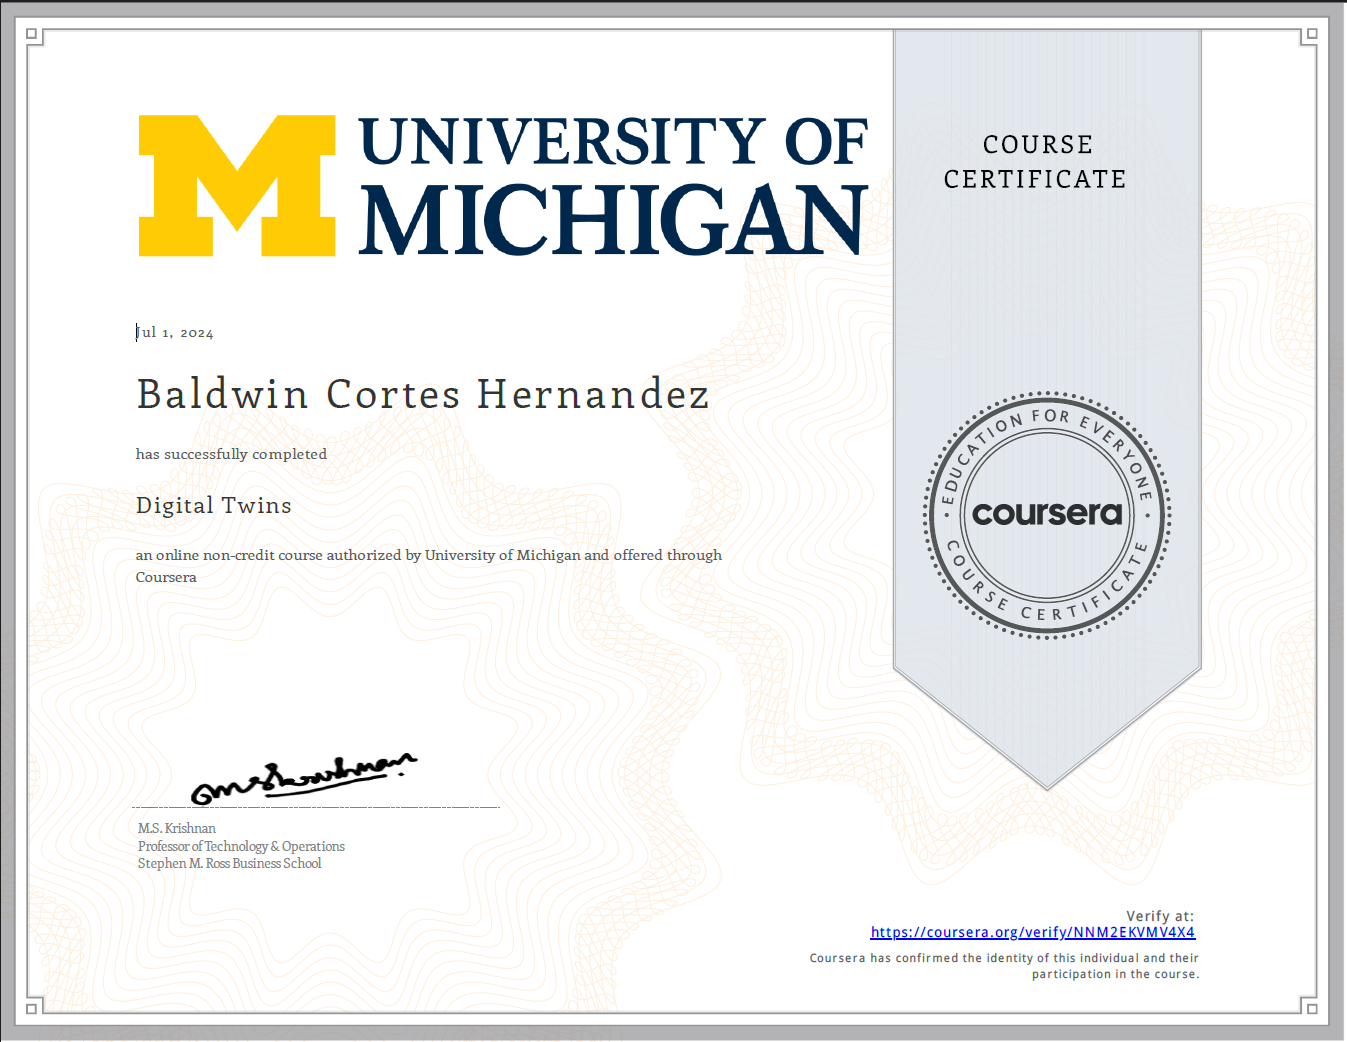 UNIVERSITY OF
MICHIGAN
COURSE
CERTIFICATE
Jul 1, 2024
Baldwin Cortes Hernandez
has successfully completed
Digital Twins
an online non-credit course authorized by University of Michigan and offered through
Coursera
EDUCATION FOR EVERYONE
coursera
COURSE CERTIFICATE
M.S. Krishnan
Professor of Technology & Operations
Stephen M. Ross Business School
Verify at:
https://coursera.org/verify/NNM2EKVMV4X4
Coursera has confirmed the identity of this individual and their
participation in the course.